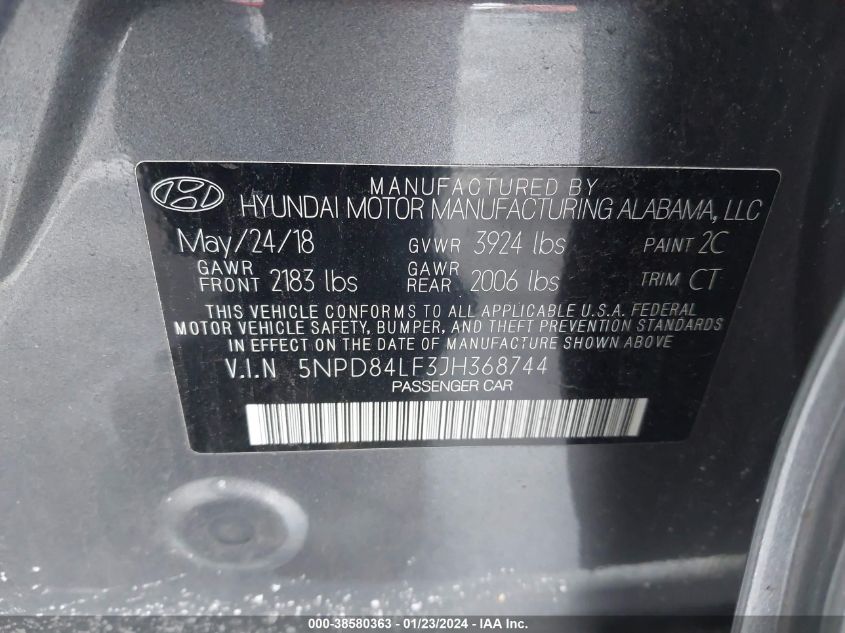 MANUFACTURED BY
HYUNDAI MOTOR MANUFACTURING ALABAMA, LLC
May/24/18 GVWR 3924 lbs PAINT 2C
GAWR FRONT 2183 lbs GAWR REAR 2006 lbs TRIM CT
THIS VEHICLE CONFORMS TO ALL APPLICABLE U.S.A. FEDERAL
MOTOR VEHICLE SAFETY, BUMPER, AND THEFT PREVENTION STANDARDS
IN EFFECT ON THE DATE OF MANUFACTURE SHOWN ABOVE.
V.I.N 5NPD84LF3JH368744
PASSENGER CAR
000-38580363 - 01/23/2024 - IAA Inc.